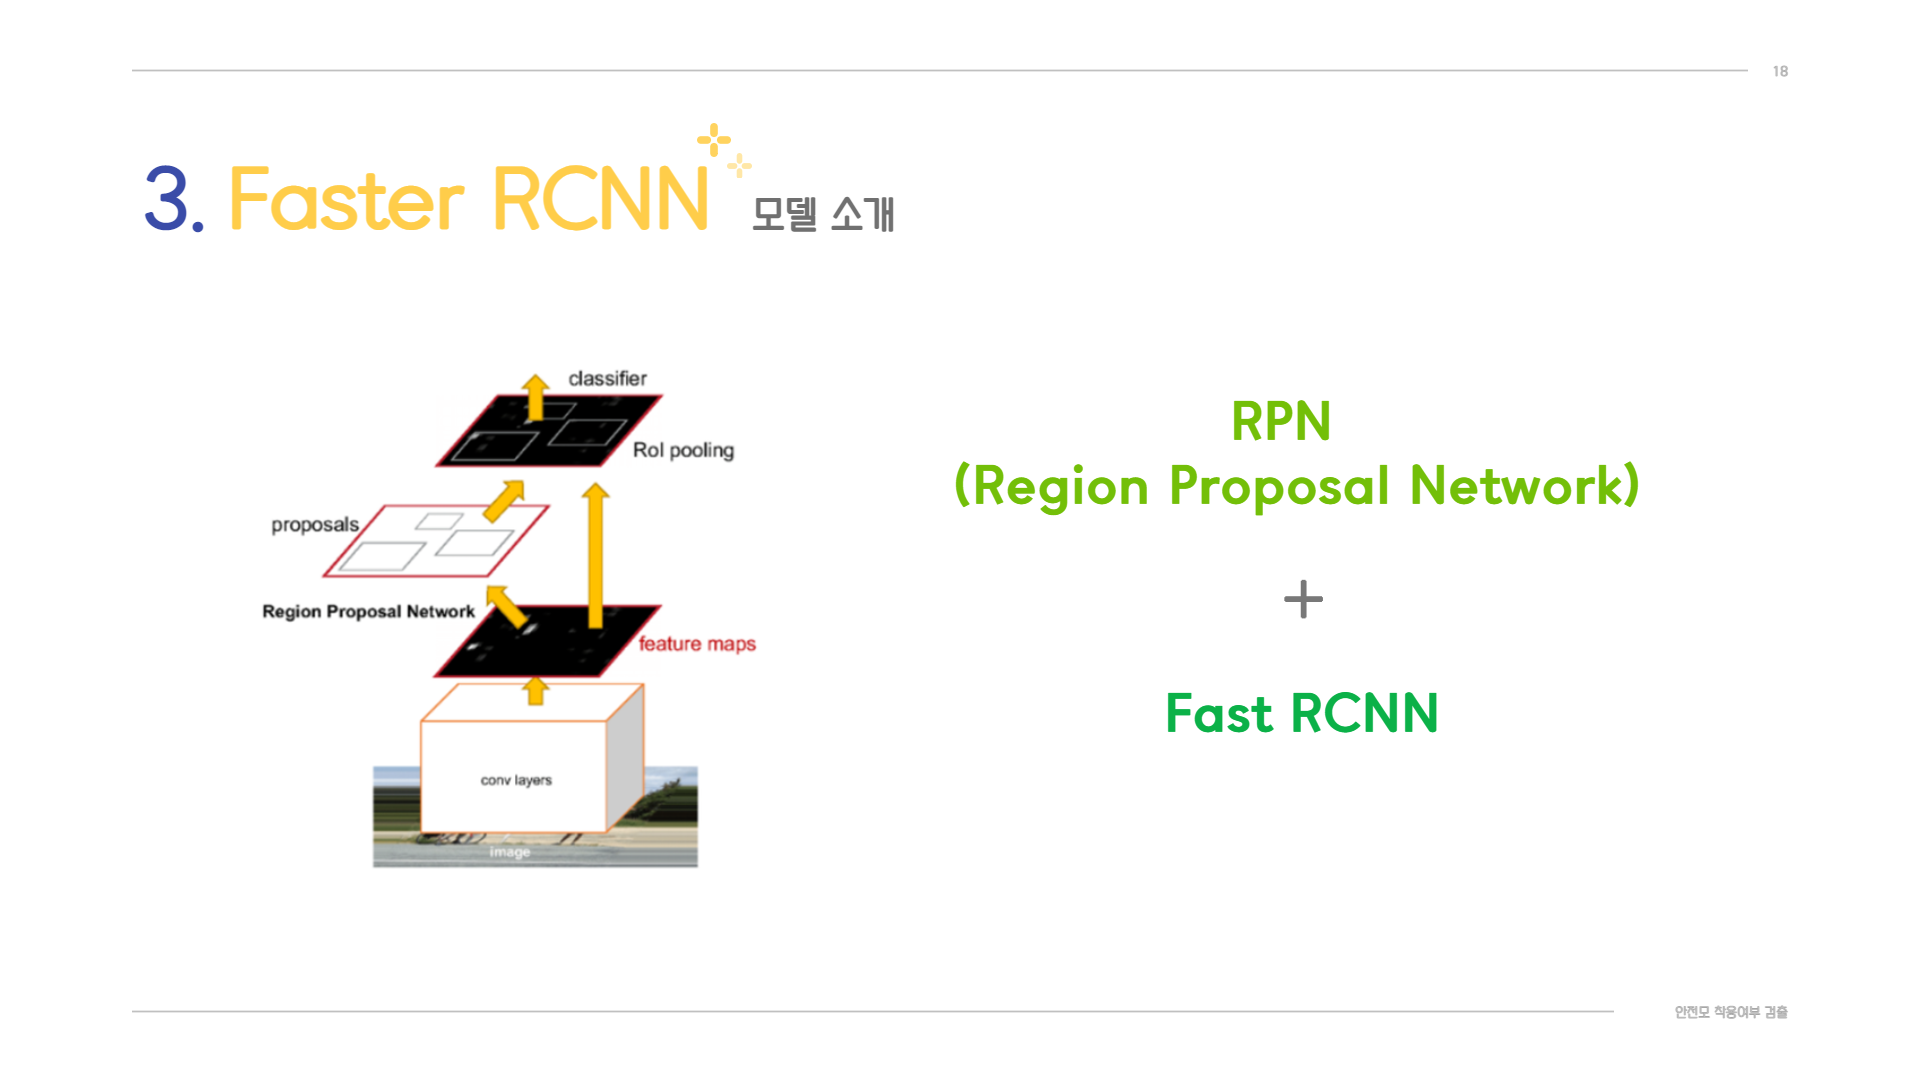 18
3. Faster RCNN 모델 소개
classifier
RoI pooling
proposals
Region Proposal Network
feature maps
conv layers
image
RPN
(Region Proposal Network)
+
Fast RCNN
안전모 착용여부 검출